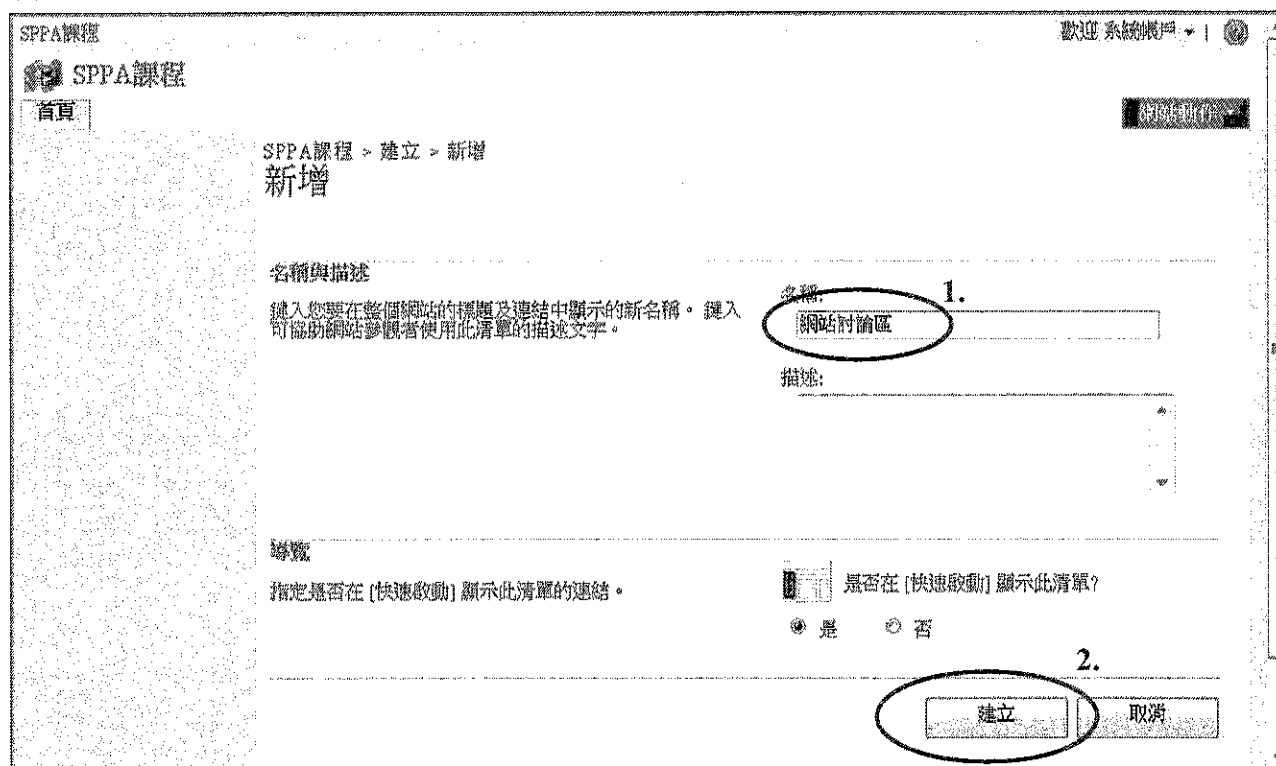 SPPA課程
歡迎 系統帳戶
SPPA課程
首頁
網站動作
SPPA課程 > 建立 > 新增
新增
名稱與描述
鍵入您要在整個網站的標題及連結中顯示的新名稱。 鍵入
可協助網站參觀者使用此清單的描述文字。
名稱:
1.
網站討論區
描述:
導覽
指定是否在 [快速啟動] 顯示此清單的連結。
是否在 [快速啟動] 顯示此清單?
是 否
2.
建立 取消